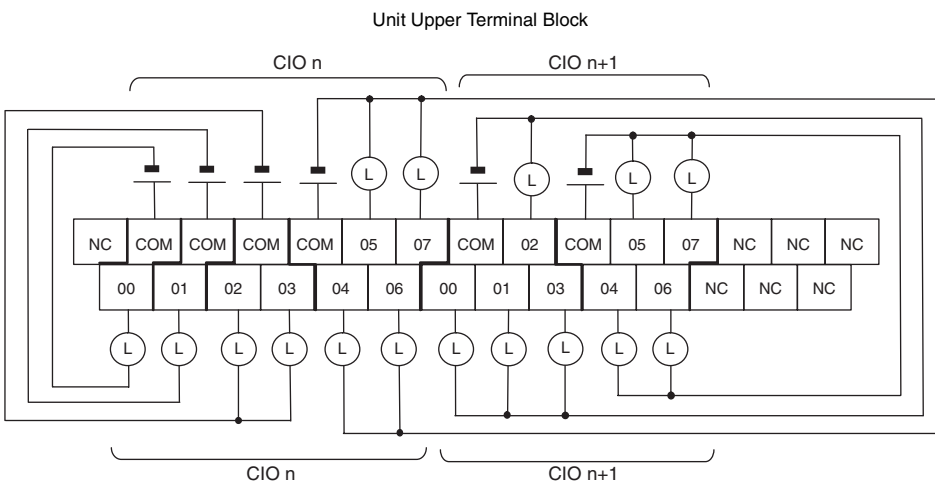 Unit Upper Terminal Block
CIO n CIO n+1
L L L L L
NC COM COM COM COM 05 07 COM 02 COM 05 07 NC NC NC
00 01 02 03 04 06 00 01 03 04 06 NC NC NC
L L L L L L L L L L L
CIO n CIO n+1